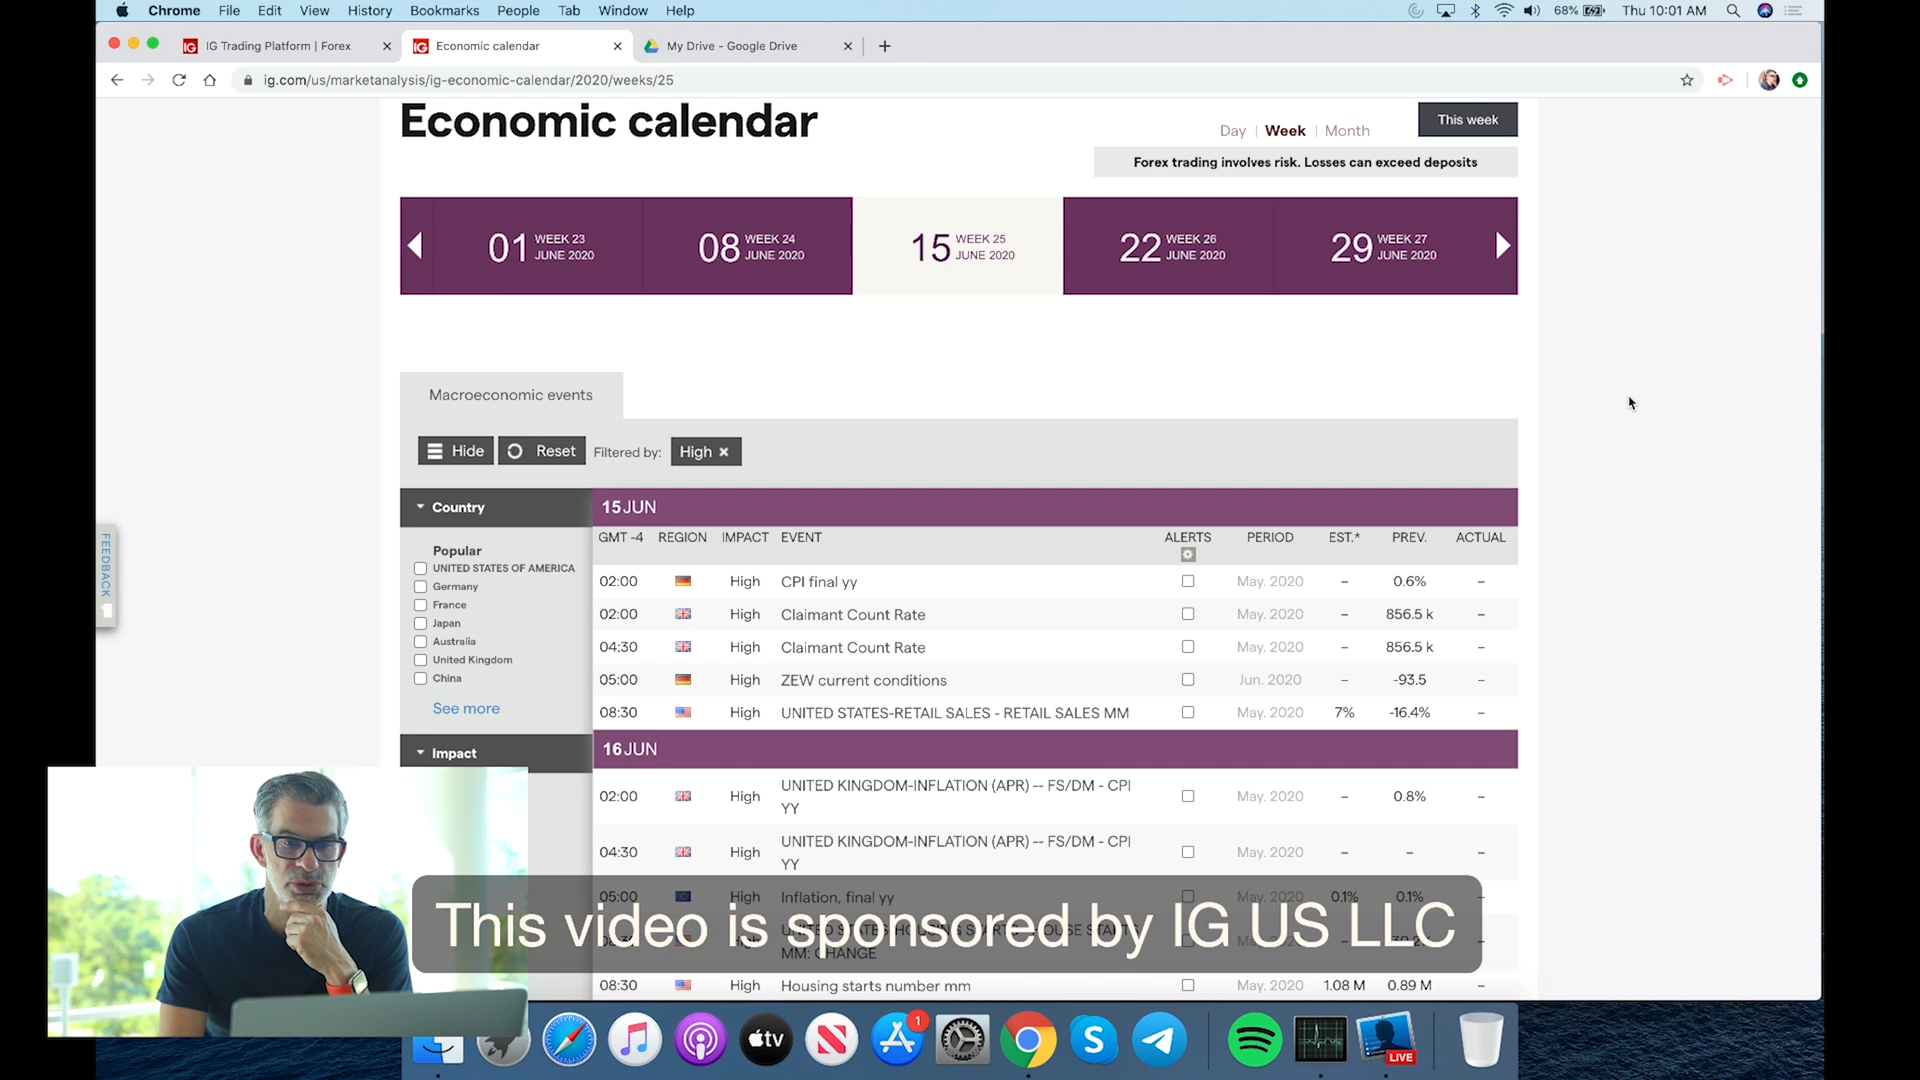 Chrome File Edit View History Bookmarks People Tab Window Help 68% Thu 10:01 AM
IG IG Trading Platform | Forex IG Economic calendar My Drive - Google Drive
ig.com/us/marketanalysis/ig-economic-calendar/2020/weeks/25
Economic calendar
This week
Day | Week | Month
Forex trading involves risk. Losses can exceed deposits
01 WEEK 23 JUNE 2020
08 WEEK 24 JUNE 2020
15 WEEK 25 JUNE 2020
22 WEEK 26 JUNE 2020
29 WEEK 27 JUNE 2020
Macroeconomic events
Hide Reset Filtered by: High
Country
Popular
UNITED STATES OF AMERICA
Germany
France
Japan
Australia
United Kingdom
China
See more
Impact
FEEDBACK
15 JUN
GMT -4 REGION IMPACT EVENT ALERTS PERIOD EST.* PREV. ACTUAL
02:00 High CPI final yy May. 2020 – 0.6% –
02:00 High Claimant Count Rate May. 2020 – 856.5 k –
04:30 High Claimant Count Rate May. 2020 – 856.5 k –
05:00 High ZEW current conditions Jun. 2020 – -93.5 –
08:30 High UNITED STATES-RETAIL SALES - RETAIL SALES MM May. 2020 7% -16.4% –
16 JUN
02:00 High UNITED KINGDOM-INFLATION (APR) -- FS/DM - CPI May. 2020 – 0.8% –
YY
04:30 High UNITED KINGDOM-INFLATION (APR) -- FS/DM - CPI May. 2020 – – –
YY
05:00 High Inflation, final yy May. 2020 0.1% 0.1% –
This video is sponsored by IG US LLC
MM: CHANGE
08:30 High Housing starts number mm May. 2020 1.08 M 0.89 M –
tv
1
LIVE